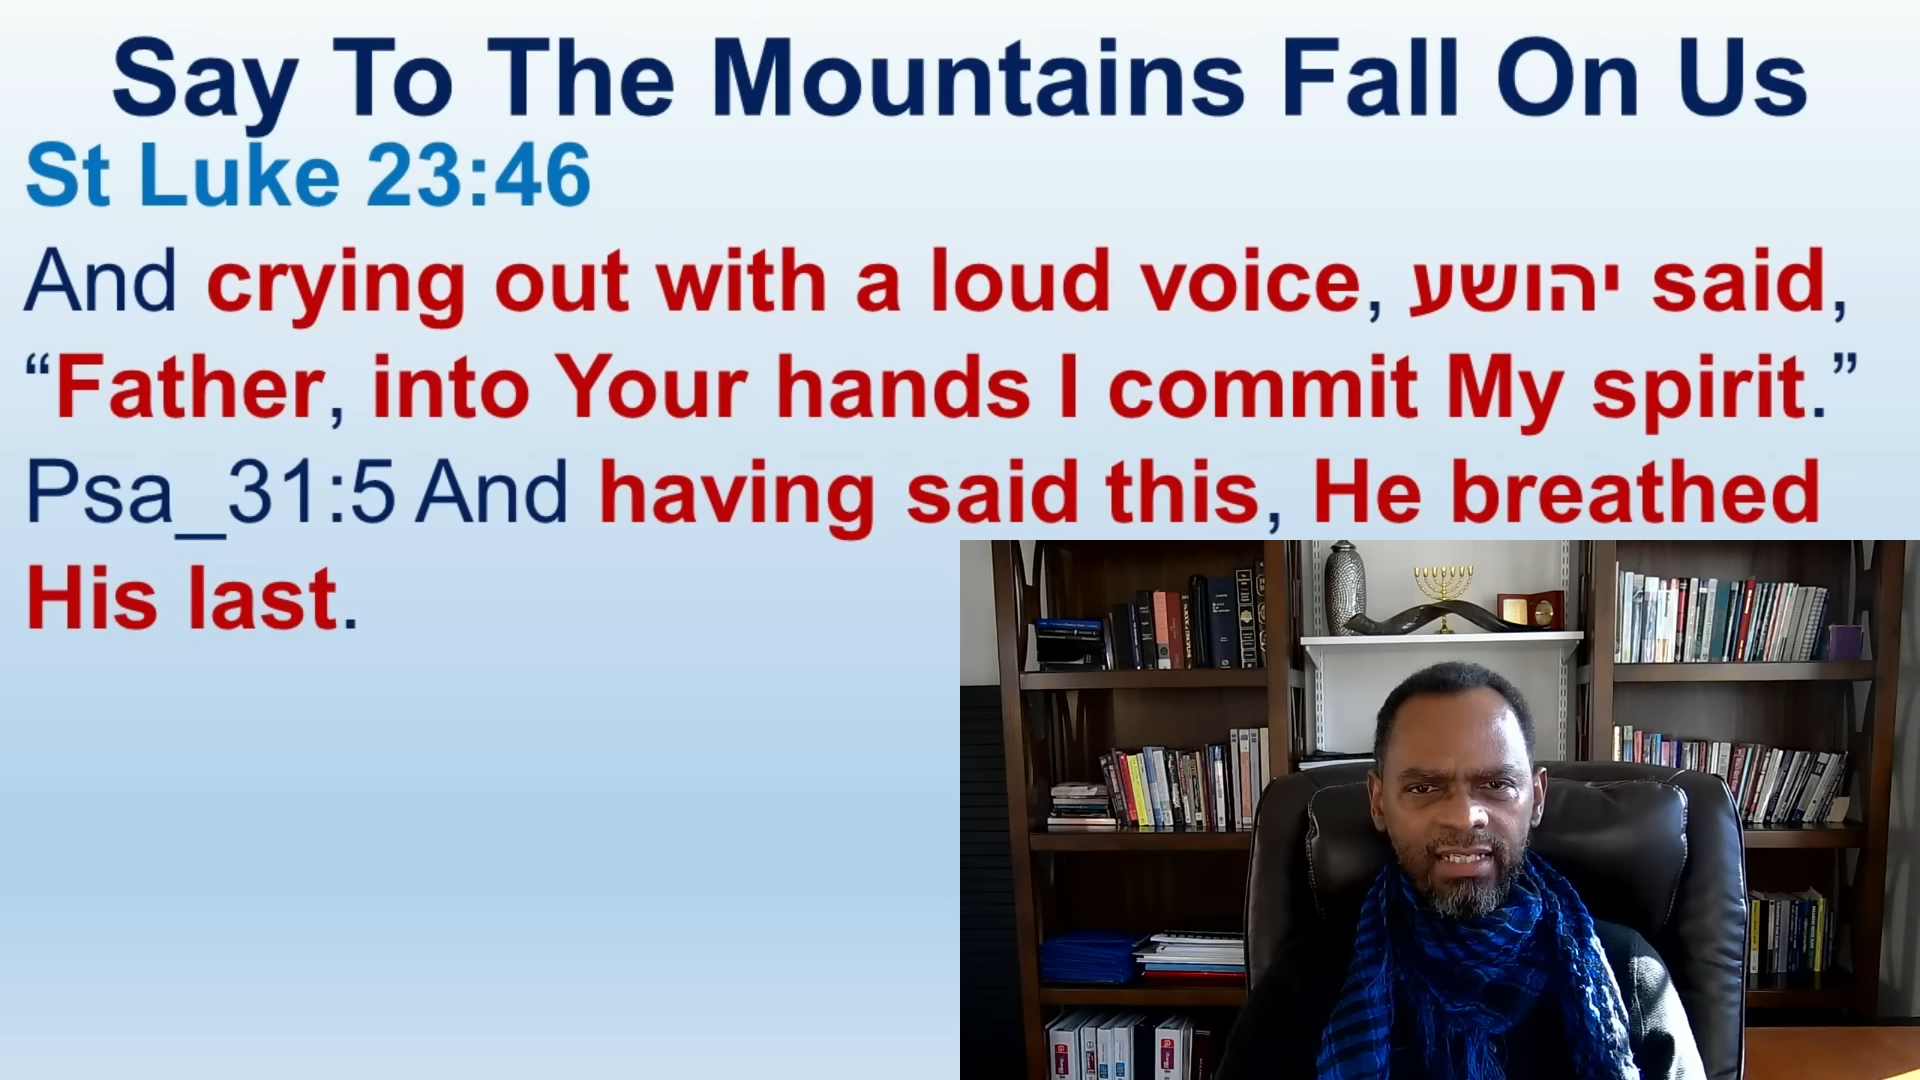 Say To The Mountains Fall On Us
St Luke 23:46
And crying out with a loud voice, יהושע said,
“Father, into Your hands I commit My spirit.”
Psa_31:5 And having said this, He breathed
His last.